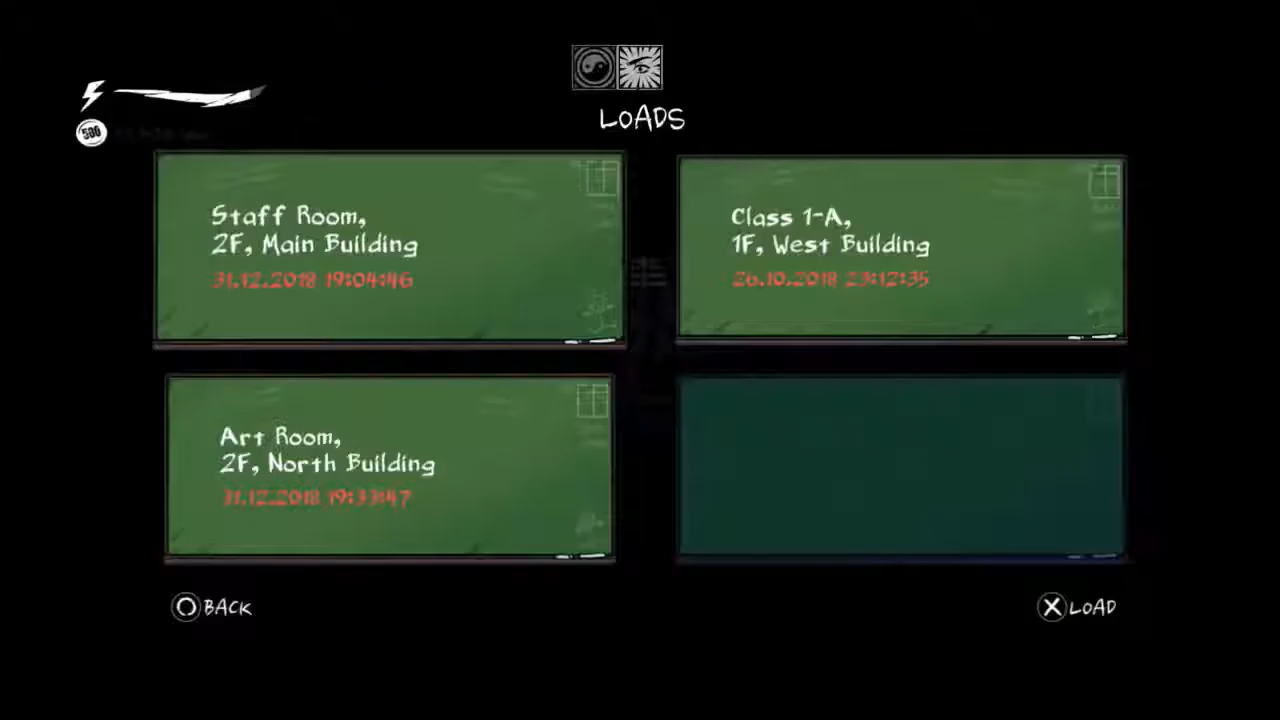 LOADS
500
Staff Room,
2F, Main Building
31.12.2018 19:04:46
Class 1-A,
1F, West Building
26.10.2018 23:12:35
Art Room,
2F, North Building
31.12.2018 19:33:47
BACK
LOAD